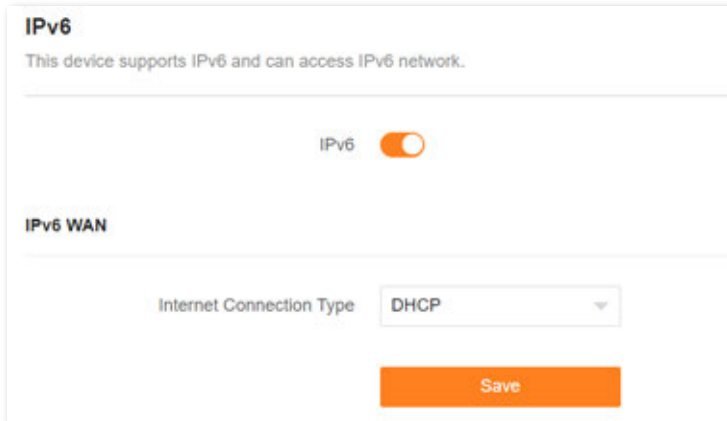 IPv6
This device supports IPv6 and can access IPv6 network.
IPv6
IPv6 WAN
Internet Connection Type DHCP
Save